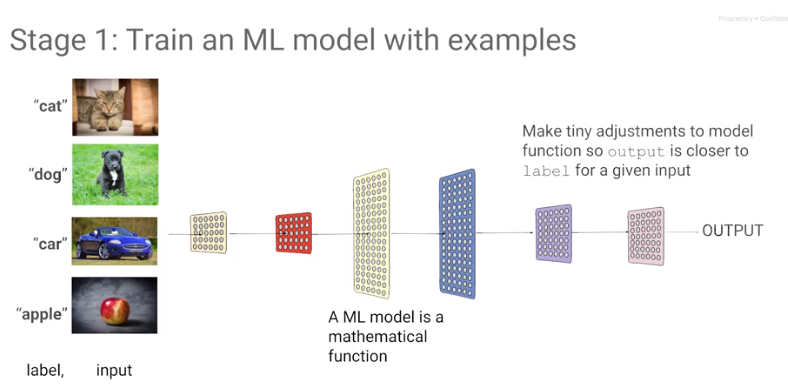 Proprietary + Confiden
Stage 1: Train an ML model with examples
“cat”
“dog”
“car”
“apple”
label, input
Make tiny adjustments to model
function so output is closer to
label for a given input
OUTPUT
A ML model is a
mathematical
function